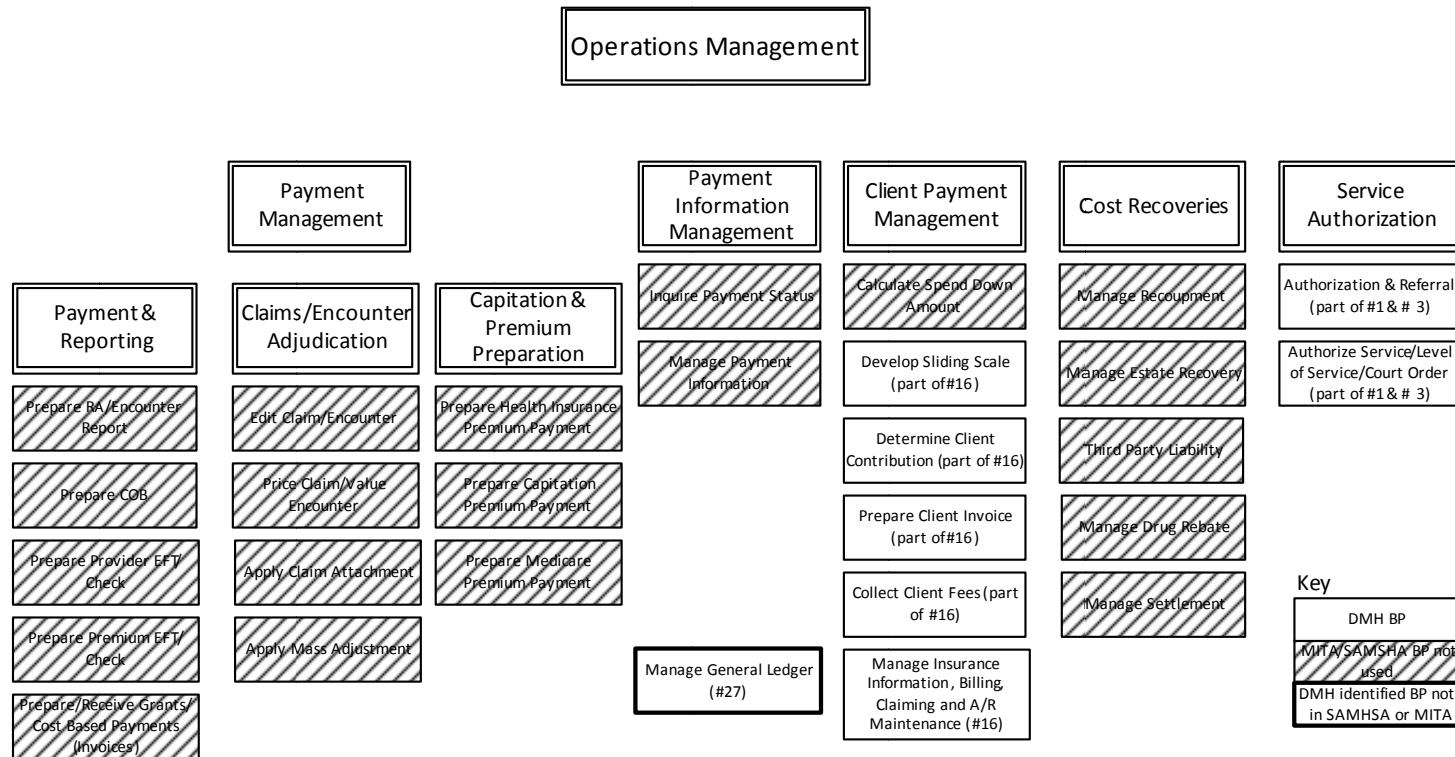 Operations Management
Payment
Management
Payment
Information
Management
Client Payment
Management
Cost Recoveries
Service
Authorization
Payment &
Reporting
Claims/Encounter
Adjudication
Capitation &
Premium
Preparation
Prepare RA/Encounter
Report
Prepare COB
Prepare Provider EFT/
Check
Prepare Premium EFT/
Check
Prepare/Receive Grants/
Cost Based Payments
(Invoices)
Edit Claim/Encounter
Price Claim/Value
Encounter
Apply Claim Attachment
Apply Mass Adjustment
Prepare Health Insurance
Premium Payment
Prepare Capitation
Premium Payment
Prepare Medicare
Premium Payment
Inquire Payment Status
Manage Payment
Information
Manage General Ledger
(#27)
Calculate Spend Down
Amount
Develop Sliding Scale
(part of #16)
Determine Client
Contribution (part of #16)
Prepare Client Invoice
(part of #16)
Collect Client Fees (part
of #16)
Manage Insurance
Information, Billing,
Claiming and A/R
Maintenance (#16)
Manage Recoupment
Manage Estate Recovery
Third Party Liability
Manage Drug Rebate
Manage Settlement
Authorization & Referral
(part of #1 & # 3)
Authorize Service/Level
of Service/Court Order
(part of #1 & # 3)
Key
DMH BP
MITA/SAMSHA BP not
used
DMH identified BP not
in SAMHSA or MITA